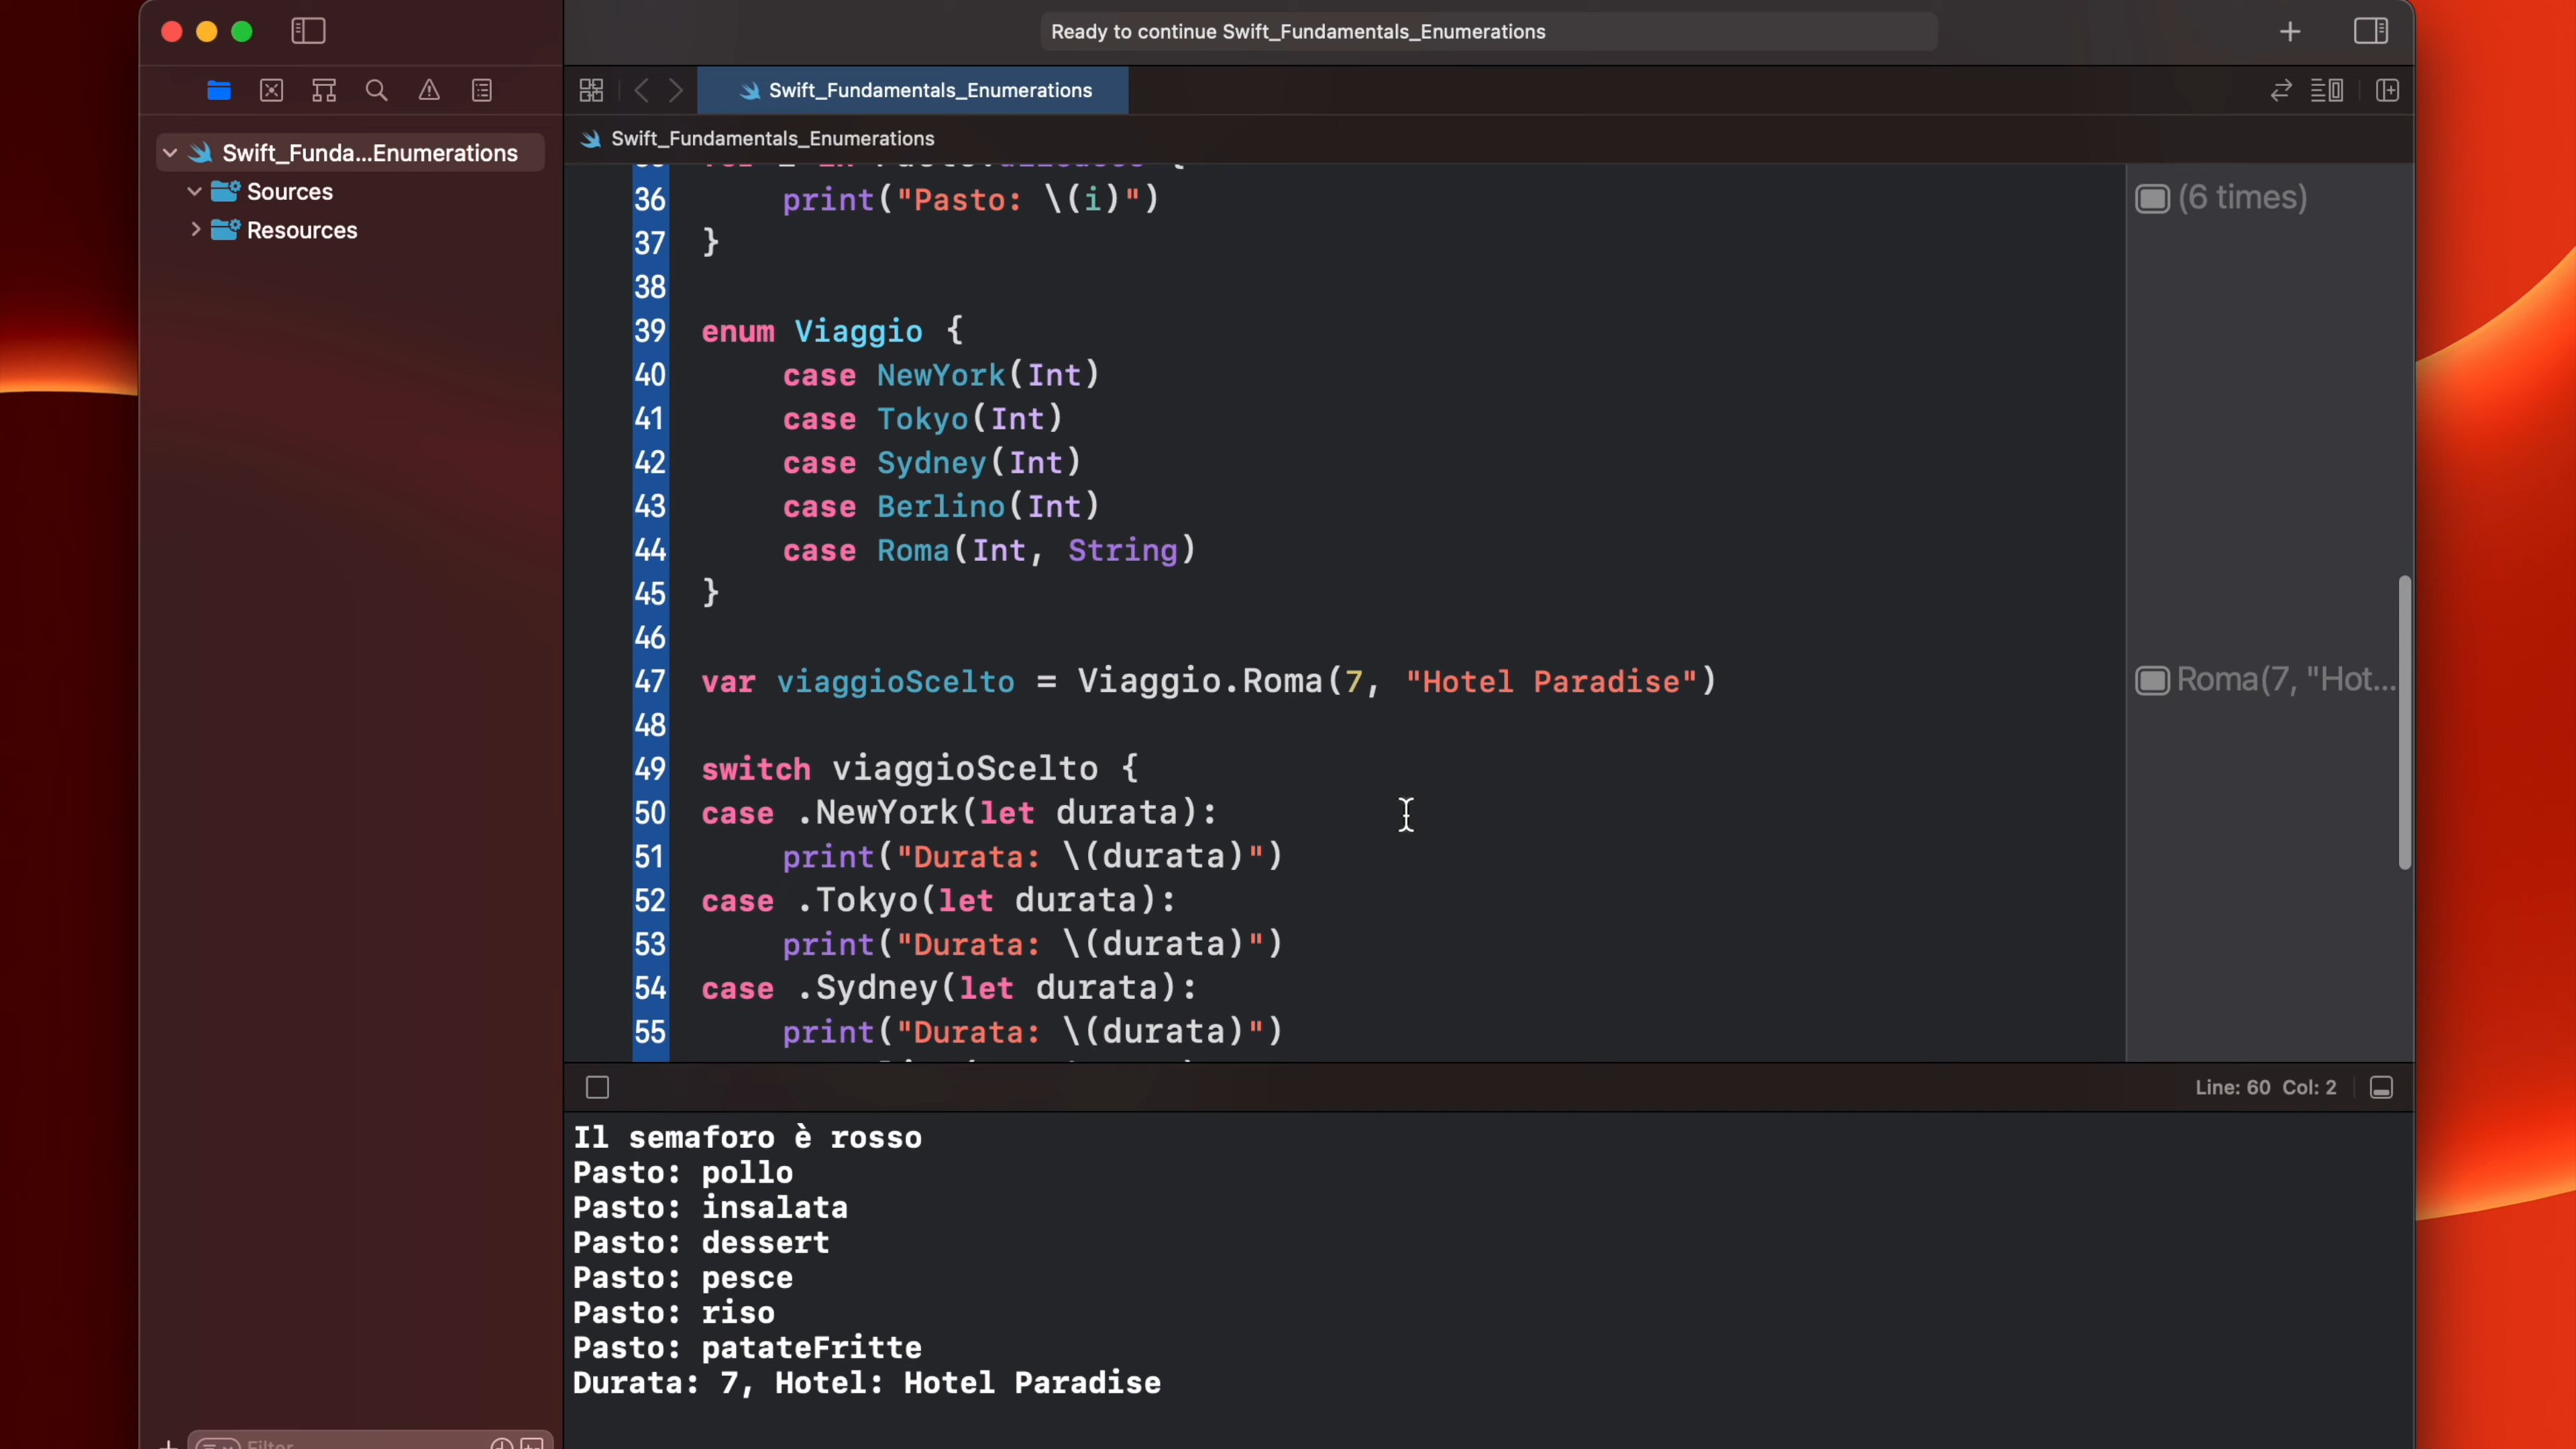 Ready to continue Swift_Fundamentals_Enumerations
Swift_Fundamentals_Enumerations
Swift_Fundamentals_Enumerations
Swift_Funda...Enumerations
Sources
Resources
36 print("Pasto: \(i)")
(6 times)
37 }
38
39 enum Viaggio {
40 case NewYork(Int)
41 case Tokyo(Int)
42 case Sydney(Int)
43 case Berlino(Int)
44 case Roma(Int, String)
45 }
46
47 var viaggioScelto = Viaggio.Roma(7, "Hotel Paradise")
Roma(7, "Hot...
48
49 switch viaggioScelto {
50 case .NewYork(let durata):
51 print("Durata: \(durata)")
52 case .Tokyo(let durata):
53 print("Durata: \(durata)")
54 case .Sydney(let durata):
55 print("Durata: \(durata)")
Line: 60 Col: 2
Il semaforo è rosso
Pasto: pollo
Pasto: insalata
Pasto: dessert
Pasto: pesce
Pasto: riso
Pasto: patateFritte
Durata: 7, Hotel: Hotel Paradise
Filter